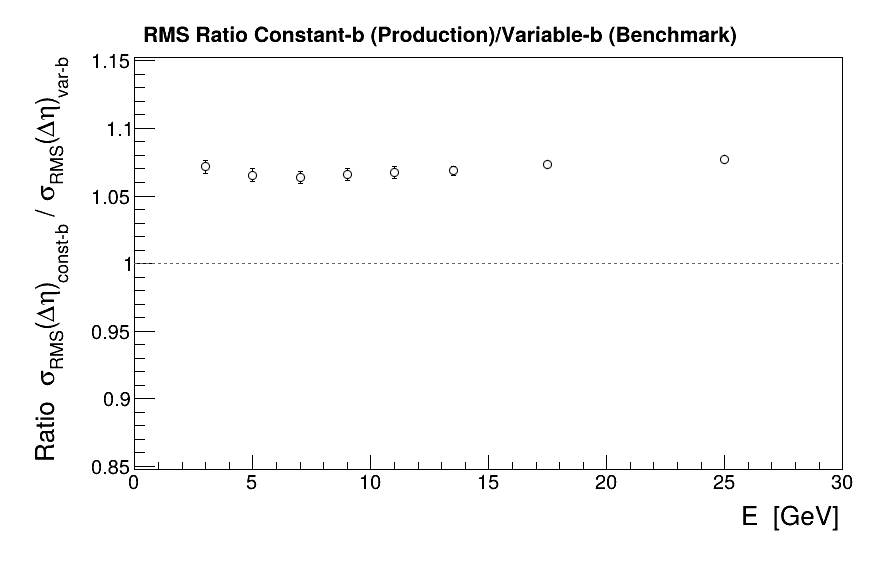 RMS Ratio Constant-b (Production)/Variable-b (Benchmark)
Ratio σRMS(Δη)const-b / σRMS(Δη)var-b
1.15
1.1
1.05
1
0.95
0.9
0.85
0 5 10 15 20 25 30
E [GeV]